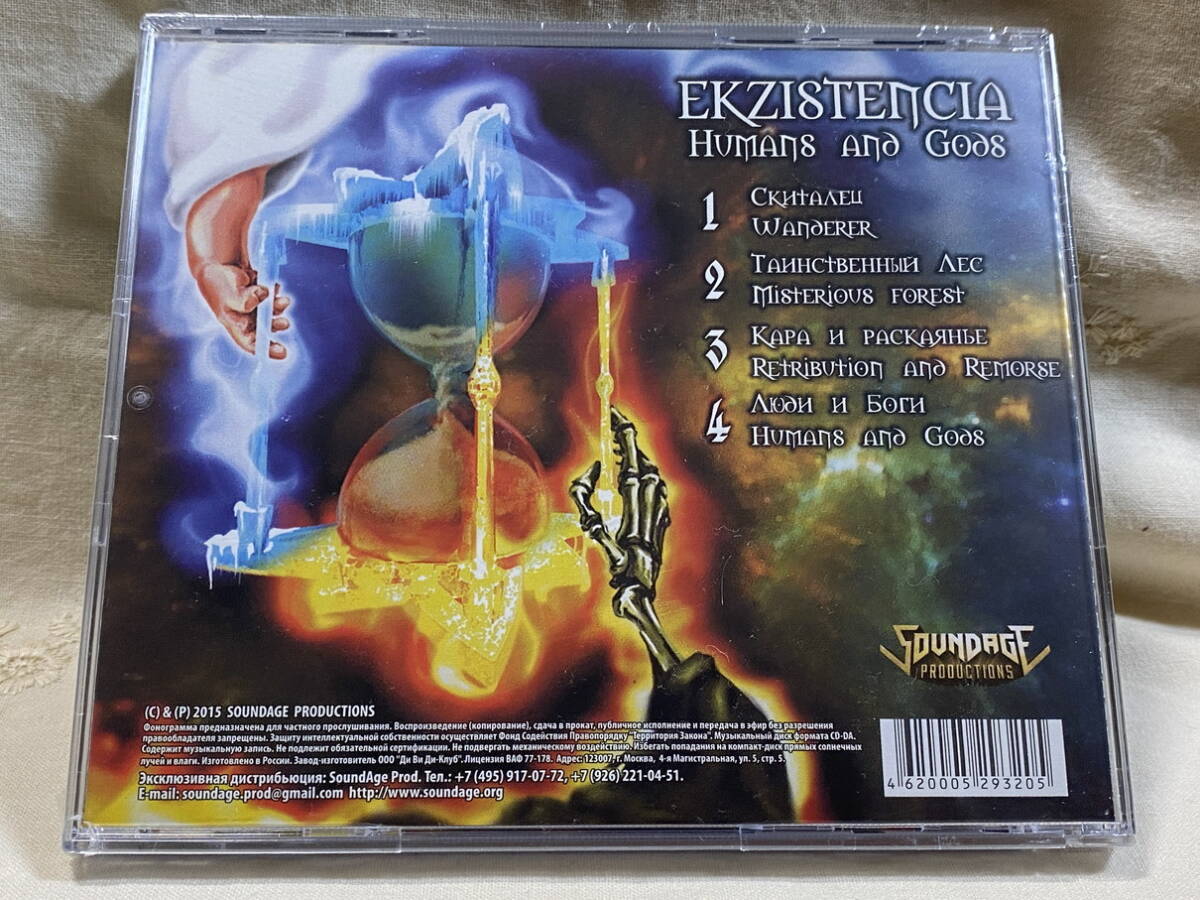 EKZISTENCIA
Humans and Gods
1 Скиталец
Wanderer
2 Таинственный Лес
Misterious forest
3 Кара и раскаянье
Retribution and Remorse
4 Люди и Боги
Humans and Gods
SOUNDAGE
PRODUCTIONS
(C) & (P) 2015 SOUNDAGE PRODUCTIONS
Фонограмма предназначена для частного прослушивания. Воспроизведение (копирование), сдача в прокат, публичное исполнение и передача в эфир без разрешения
правообладателя запрещены. Защиту интеллектуальной собственности осуществляет Фонд Содействия Правопорядку "Территория Закона". Музыкальный диск формата CD-DA.
Содержит музыкальную запись. Не подлежит обязательной сертификации. Не подвергать механическому воздействию. Избегать попадания на компакт-диск прямых солнечных
лучей и влаги. Изготовлено в России. Завод-изготовитель ООО "Ди Ви Ди-Клуб". Лицензия ВАФ 77-178. Адрес: 123007, г. Москва, 4-я Магистральная, ул. 5, стр. 5.
Эксклюзивная дистрибьюция: SoundAge Prod. Тел.: +7 (495) 917-07-72, +7 (926) 221-04-51.
E-mail: soundage.prod@gmail.com http://www.soundage.org
4 620005 293205